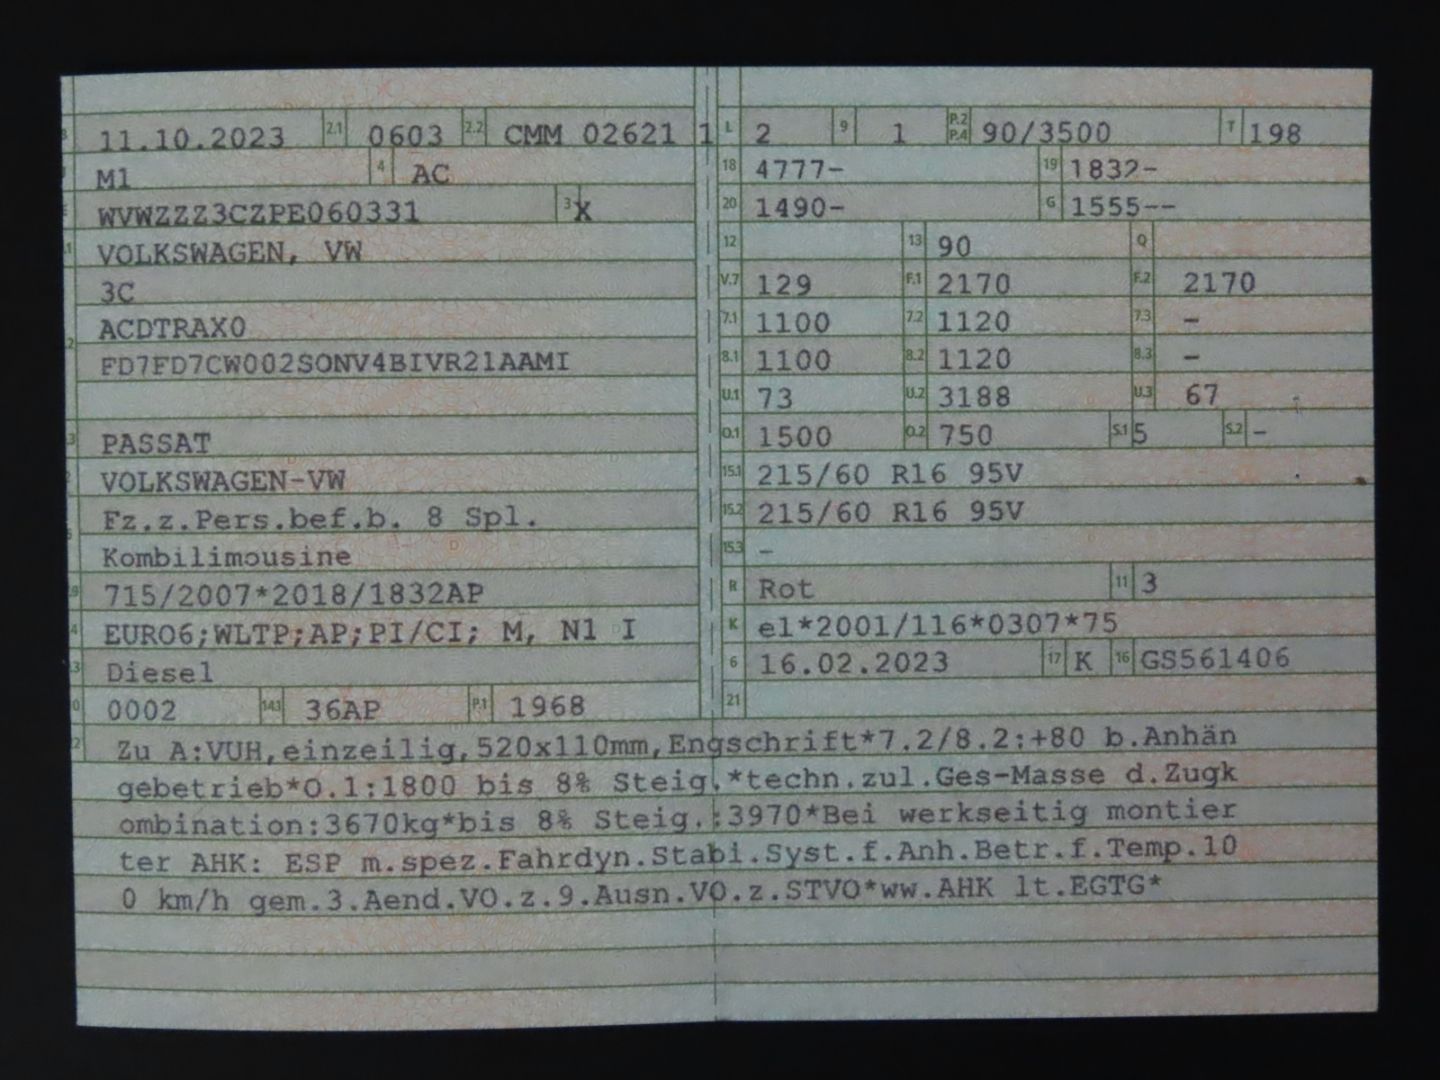 B 11.10.2023 2.1 0603 2.2 CMM 02621 1 L 2 9 1 P.2 P.4 90/3500 T 198
M1 4 AC 18 4777- 19 1832-
WVWZZZ3CZPE060331 3 X 20 1490- G 1555--
VOLKSWAGEN, VW 12 13 90 Q
3C V.7 129 F.1 2170 F.2 2170
ACDTRAX0 7.1 1100 7.2 1120 7.3 -
FD7FD7CW002SONV4BIVR21AAMI 8.1 1100 8.2 1120 8.3 -
U.1 73 U.2 3188 U.3 67
PASSAT O.1 1500 O.2 750 S.1 5 S.2 -
VOLKSWAGEN-VW 15.1 215/60 R16 95V
Fz.z.Pers.bef.b. 8 Spl. 15.2 215/60 R16 95V
Kombilimousine 15.3 -
715/2007*2018/1832AP R Rot 11 3
EURO6;WLTP;AP;PI/CI; M, N1 I K e1*2001/116*0307*75
Diesel 6 16.02.2023 17 K 16 GS561406
0002 14.1 36AP P.1 1968 21
Zu A:VUH,einzeilig,520x110mm,Engschrift*7.2/8.2:+80 b.Anhän
gebetrieb*O.1:1800 bis 8% Steig.*techn.zul.Ges-Masse d.Zugk
ombination:3670kg*bis 8% Steig.:3970*Bei werkseitig montier
ter AHK: ESP m.spez.Fahrdyn.Stabi.Syst.f.Anh.Betr.f.Temp.10
0 km/h gem.3.Aend.VO.z.9.Ausn.VO.z.STVO*ww.AHK lt.EGTG*